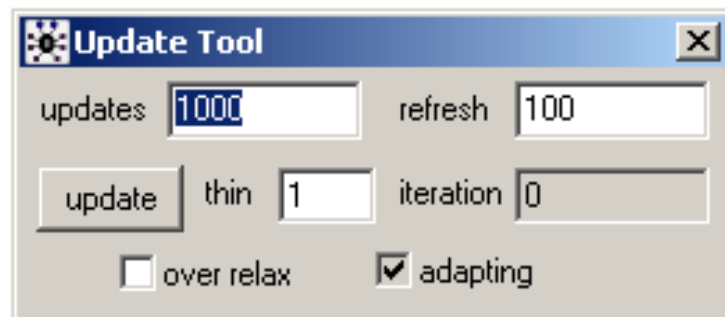 Update Tool
updates 1000 refresh 100
update thin 1 iteration 0
over relax adapting